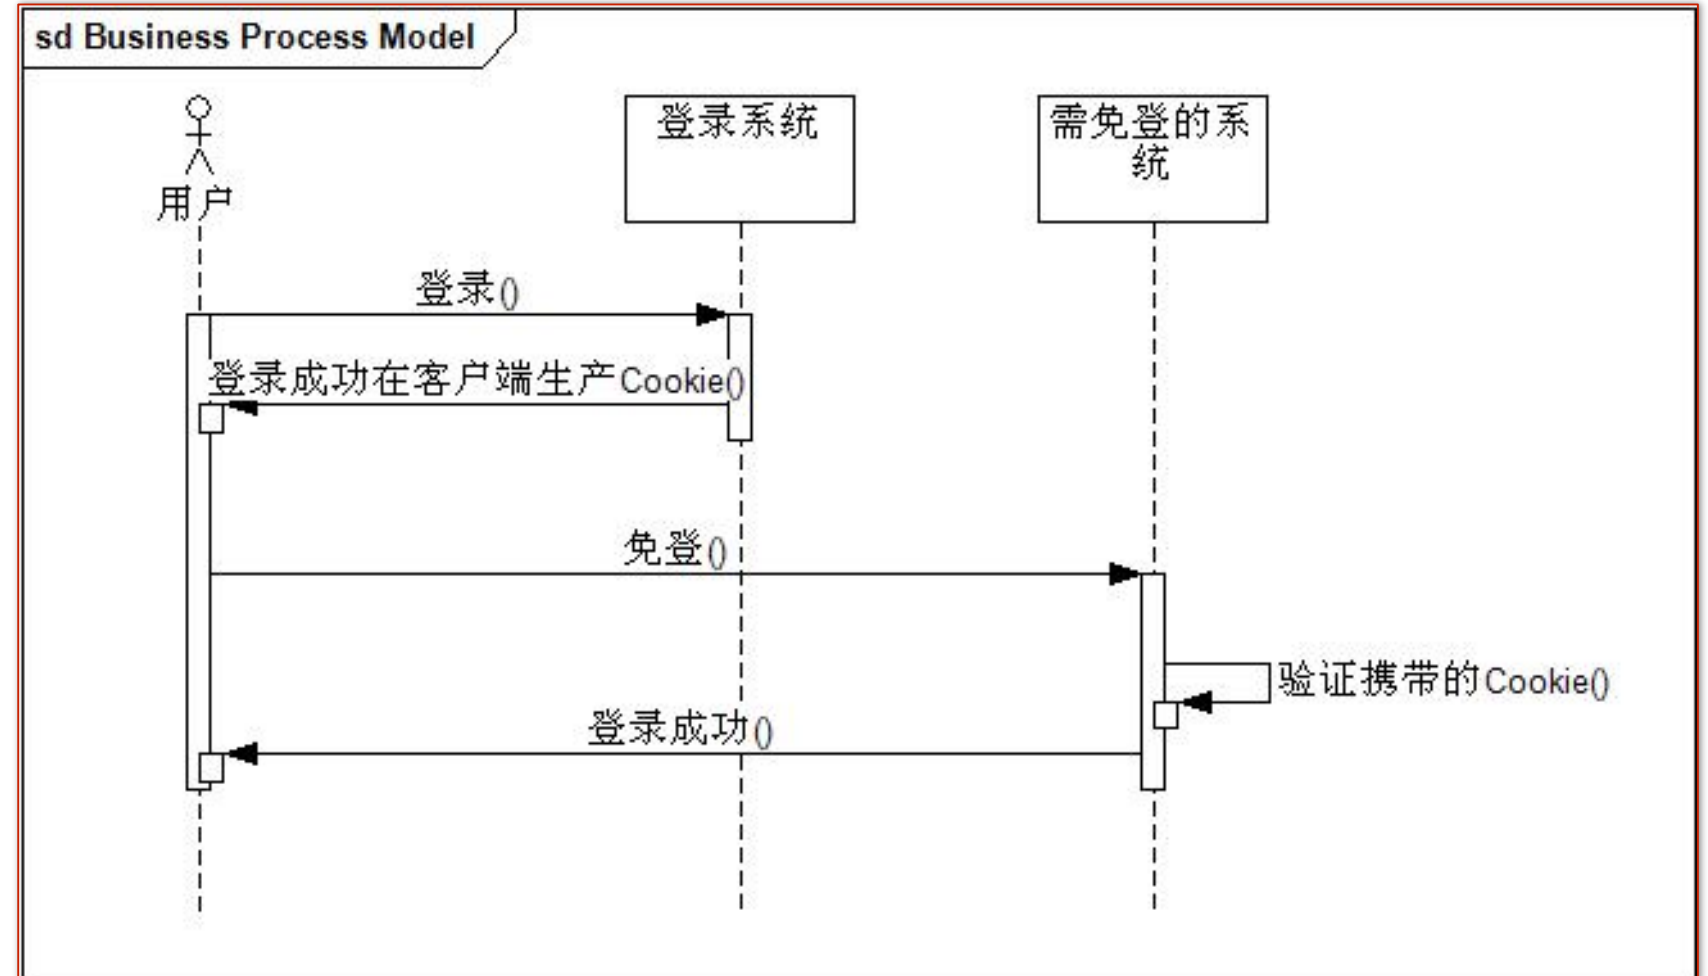 sd Business Process Model
用户
登录系统
需免登的系
统
登录()
登录成功在客户端生产Cookie()
免登()
验证携带的Cookie()
登录成功()